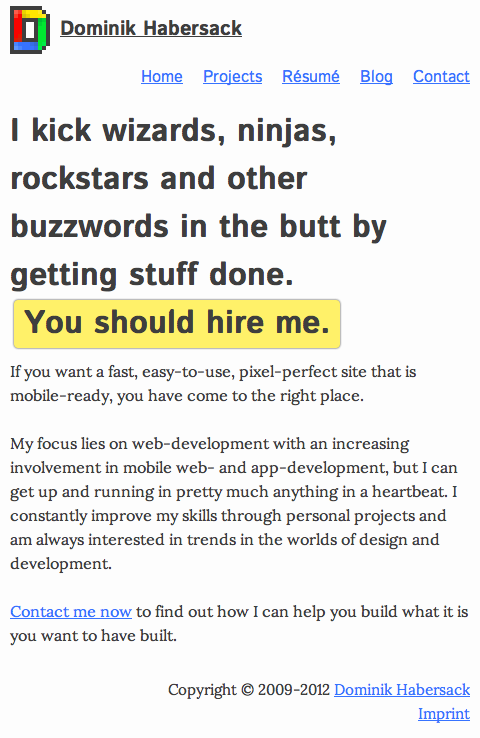 Dominik Habersack
Home Projects Résumé Blog Contact
I kick wizards, ninjas,
rockstars and other
buzzwords in the butt by
getting stuff done.
You should hire me.
If you want a fast, easy-to-use, pixel-perfect site that is
mobile-ready, you have come to the right place.
My focus lies on web-development with an increasing
involvement in mobile web- and app-development, but I can
get up and running in pretty much anything in a heartbeat. I
constantly improve my skills through personal projects and
am always interested in trends in the worlds of design and
development.
Contact me now to find out how I can help you build what it is
you want to have built.
Copyright © 2009-2012 Dominik Habersack
Imprint